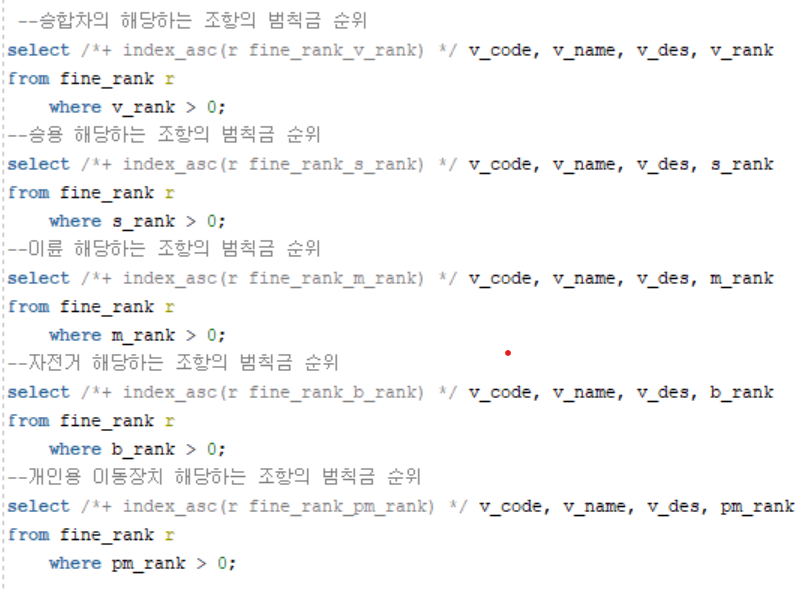 --승합차의 해당하는 조항의 범칙금 순위
select /*+ index_asc(r fine_rank_v_rank) */ v_code, v_name, v_des, v_rank
from fine_rank r
where v_rank > 0;
--승용 해당하는 조항의 범칙금 순위
select /*+ index_asc(r fine_rank_s_rank) */ v_code, v_name, v_des, s_rank
from fine_rank r
where s_rank > 0;
--이륜 해당하는 조항의 범칙금 순위
select /*+ index_asc(r fine_rank_m_rank) */ v_code, v_name, v_des, m_rank
from fine_rank r
where m_rank > 0;
--자전거 해당하는 조항의 범칙금 순위
select /*+ index_asc(r fine_rank_b_rank) */ v_code, v_name, v_des, b_rank
from fine_rank r
where b_rank > 0;
--개인용 이동장치 해당하는 조항의 범칙금 순위
select /*+ index_asc(r fine_rank_pm_rank) */ v_code, v_name, v_des, pm_rank
from fine_rank r
where pm_rank > 0;